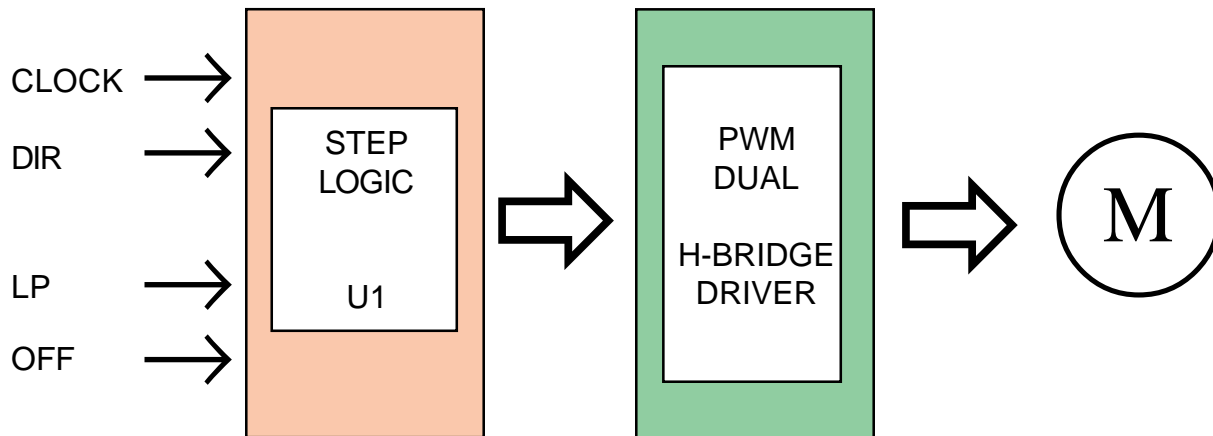 CLOCK
DIR
LP
OFF
STEP
LOGIC
U1
PWM
DUAL
H-BRIDGE
DRIVER
M